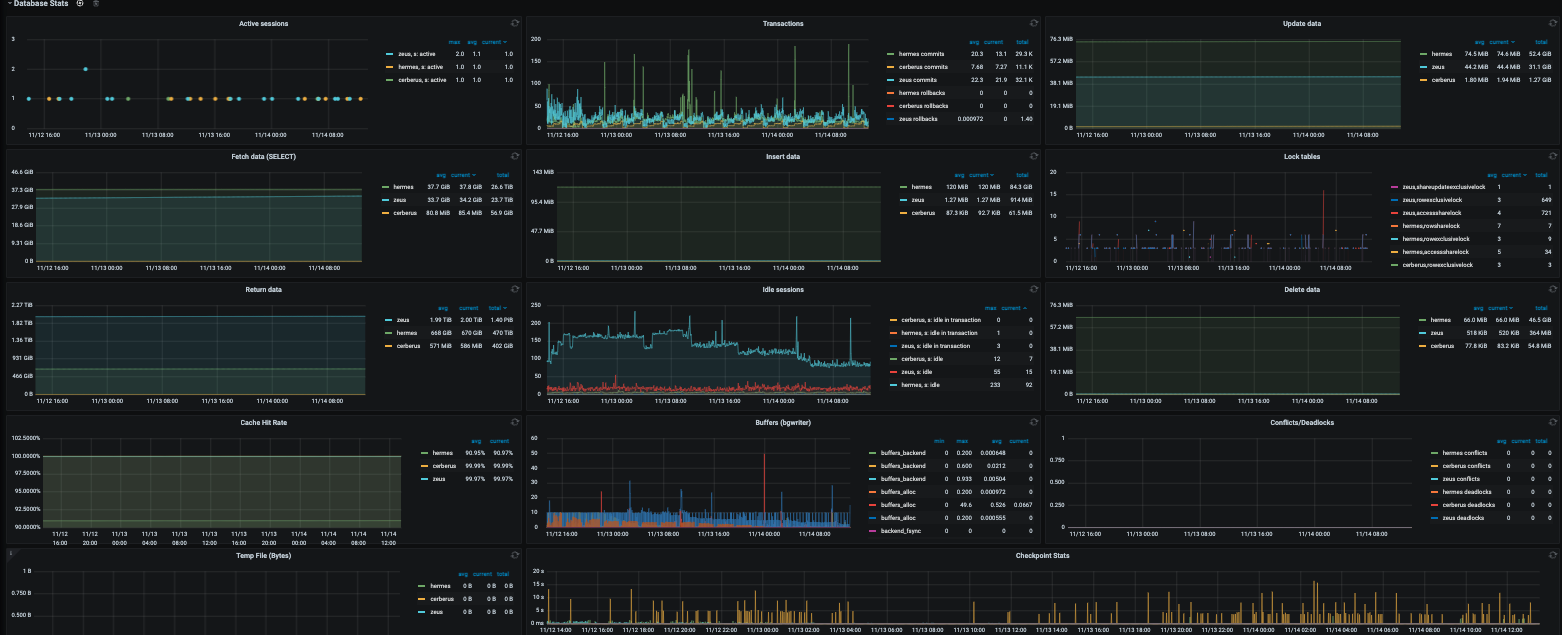 Database Stats
Active sessions
max avg current
3
2
1
0
11/12 16:00 11/13 00:00 11/13 08:00 11/13 16:00 11/14 00:00 11/14 08:00
zeus, s: active 2.0 1.1 1.0
hermes, s: active 1.0 1.0 1.0
cerberus, s: active 1.0 1.0 1.0
Transactions
avg current total
200
150
100
50
0
11/12 16:00 11/13 00:00 11/13 08:00 11/13 16:00 11/14 00:00 11/14 08:00
hermes commits 20.3 13.1 29.3 K
cerberus commits 7.68 7.27 11.1 K
zeus commits 22.3 21.9 32.1 K
hermes rollbacks 0 0 0
cerberus rollbacks 0 0 0
zeus rollbacks 0.000972 0 1.40
Update data
avg current total
76.3 MiB
57.2 MiB
38.1 MiB
19.1 MiB
0 B
11/12 16:00 11/13 00:00 11/13 08:00 11/13 16:00 11/14 00:00 11/14 08:00
hermes 74.5 MiB 74.6 MiB 52.4 GiB
zeus 44.2 MiB 44.4 MiB 31.1 GiB
cerberus 1.80 MiB 1.94 MiB 1.27 GiB
Fetch data (SELECT)
avg current total
46.6 GiB
37.3 GiB
27.9 GiB
18.6 GiB
9.31 GiB
0 B
11/12 16:00 11/13 00:00 11/13 08:00 11/13 16:00 11/14 00:00 11/14 08:00
hermes 37.7 GiB 37.8 GiB 26.6 TiB
zeus 33.7 GiB 34.2 GiB 23.7 TiB
cerberus 80.8 MiB 85.4 MiB 56.9 GiB
Insert data
avg current total
143 MiB
95.4 MiB
47.7 MiB
0 B
11/12 16:00 11/13 00:00 11/13 08:00 11/13 16:00 11/14 00:00 11/14 08:00
hermes 120 MiB 120 MiB 84.3 GiB
zeus 1.27 MiB 1.27 MiB 914 MiB
cerberus 87.3 KiB 92.7 KiB 61.5 MiB
Lock tables
avg current total
20
15
10
5
0
11/12 16:00 11/13 00:00 11/13 08:00 11/13 16:00 11/14 00:00 11/14 08:00
zeus,shareupdateexclusivelock 1 1
zeus,rowexclusivelock 3 649
zeus,accesssharelock 4 721
hermes,rowsharelock 7 7
hermes,rowexclusivelock 3 9
hermes,accesssharelock 5 34
cerberus,rowexclusivelock 3 3
Return data
avg current total
2.27 TiB
1.82 TiB
1.36 TiB
931 GiB
466 GiB
0 B
11/12 16:00 11/13 00:00 11/13 08:00 11/13 16:00 11/14 00:00 11/14 08:00
zeus 1.99 TiB 2.00 TiB 1.40 PiB
hermes 668 GiB 670 GiB 470 TiB
cerberus 571 MiB 586 MiB 402 GiB
Idle sessions
max current
250
200
150
100
50
0
11/12 16:00 11/13 00:00 11/13 08:00 11/13 16:00 11/14 00:00 11/14 08:00
cerberus, s: idle in transaction 0 0
hermes, s: idle in transaction 1 0
zeus, s: idle in transaction 3 0
cerberus, s: idle 12 7
zeus, s: idle 55 15
hermes, s: idle 233 92
Delete data
avg current total
76.3 MiB
57.2 MiB
38.1 MiB
19.1 MiB
0 B
11/12 16:00 11/13 00:00 11/13 08:00 11/13 16:00 11/14 00:00 11/14 08:00
hermes 66.0 MiB 66.0 MiB 46.5 GiB
zeus 518 KiB 520 KiB 364 MiB
cerberus 77.8 KiB 83.2 KiB 54.8 MiB
Cache Hit Rate
avg current
102.5000%
100.0000%
97.5000%
95.0000%
92.5000%
90.0000%
11/12 11/12 11/13 11/13 11/13 11/13 11/13 11/13 11/14 11/14 11/14 11/14
16:00 20:00 00:00 04:00 08:00 12:00 16:00 20:00 00:00 04:00 08:00 12:00
hermes 90.95% 90.97%
cerberus 99.99% 99.99%
zeus 99.97% 99.97%
Buffers (bgwriter)
min max avg current
60
50
40
30
20
10
0
11/12 16:00 11/13 00:00 11/13 08:00 11/13 16:00 11/14 00:00 11/14 08:00
buffers_backend 0 0.200 0.000648 0
buffers_backend 0 0.600 0.0212 0
buffers_backend 0 0.933 0.00504 0
buffers_alloc 0 0.200 0.000972 0
buffers_alloc 0 49.6 0.526 0.0667
buffers_alloc 0 0.200 0.000555 0
backend_fsync 0 0 0 0
Conflicts/Deadlocks
avg current total
1
0.750
0.500
0.250
0
11/12 16:00 11/13 00:00 11/13 08:00 11/13 16:00 11/14 00:00 11/14 08:00
hermes conflicts 0 0 0
cerberus conflicts 0 0 0
zeus conflicts 0 0 0
hermes deadlocks 0 0 0
cerberus deadlocks 0 0 0
zeus deadlocks 0 0 0
Temp File (Bytes)
avg current total
1 B
0.750 B
0.500 B
hermes 0 B 0 B 0 B
cerberus 0 B 0 B 0 B
zeus 0 B 0 B 0 B
Checkpoint Stats
20 s
15 s
10 s
5 s
0 ms
11/12 14:00 11/12 16:00 11/12 18:00 11/12 20:00 11/12 22:00 11/13 00:00 11/13 02:00 11/13 04:00 11/13 06:00 11/13 08:00 11/13 10:00 11/13 12:00 11/13 14:00 11/13 16:00 11/13 18:00 11/13 20:00 11/13 22:00 11/14 00:00 11/14 02:00 11/14 04:00 11/14 06:00 11/14 08:00 11/14 10:00 11/14 12:00